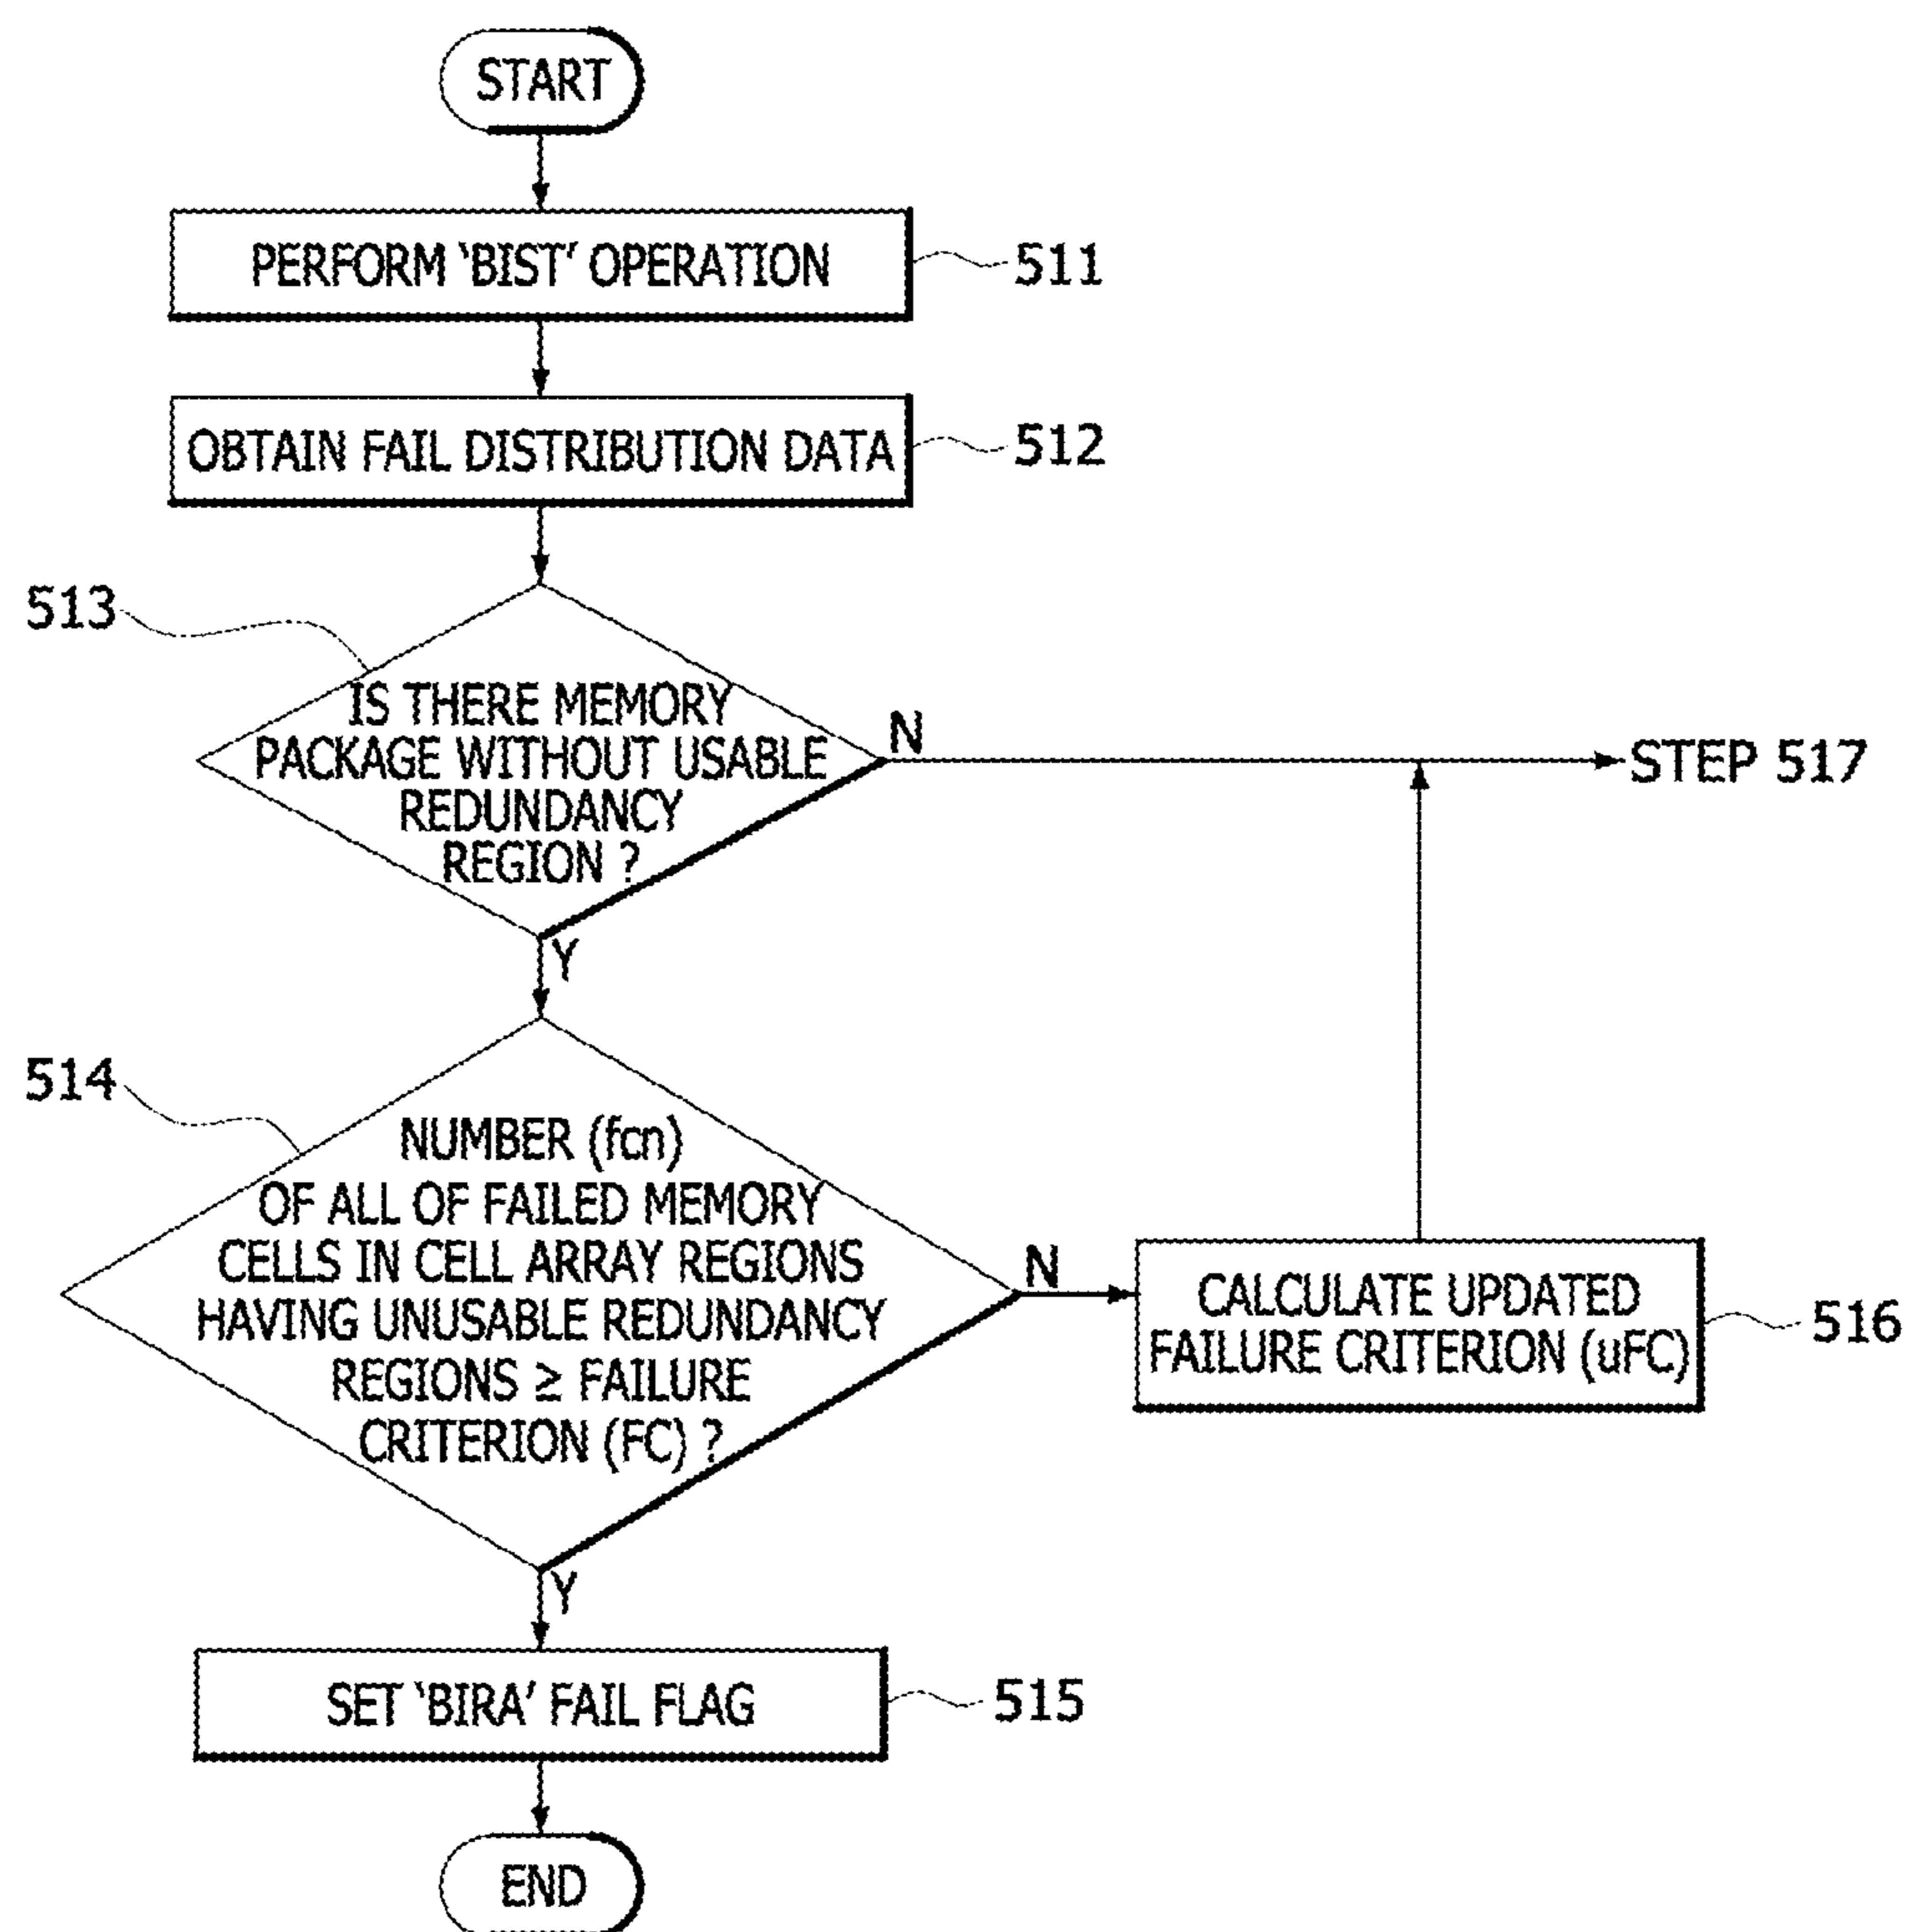 START
PERFORM ‘BIST’ OPERATION
511
OBTAIN FAIL DISTRIBUTION DATA
512
513
IS THERE MEMORY
PACKAGE WITHOUT USABLE
REDUNDANCY
REGION ?
N
STEP 517
Y
514
NUMBER (fcn)
OF ALL OF FAILED MEMORY
CELLS IN CELL ARRAY REGIONS
HAVING UNUSABLE REDUNDANCY
REGIONS ≥ FAILURE
CRITERION (FC) ?
N
CALCULATE UPDATED
FAILURE CRITERION (uFC)
516
Y
SET ‘BIRA’ FAIL FLAG
515
END